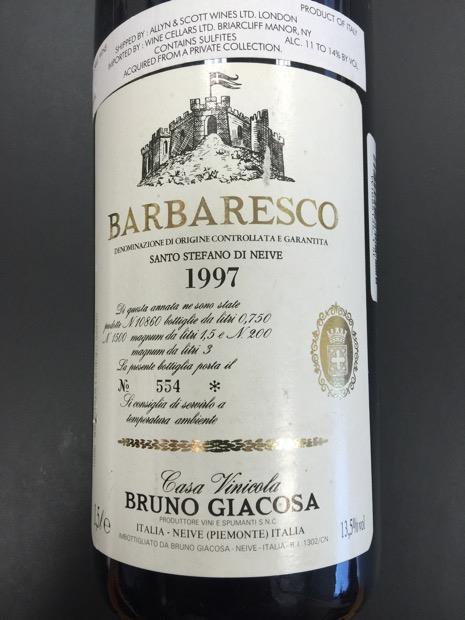 SHIPPED BY : ALLYN & SCOTT WINES LTD. LONDON
PRODUCT OF ITALY
IMPORTED BY : WINE CELLARS LTD. BRIARCLIFF MANOR, NY
CONTAINS SULFITES
ALC. 11 TO 14% BY VOL.
ACQUIRED FROM A PRIVATE COLLECTION.
BARBARESCO
DENOMINAZIONE DI ORIGINE CONTROLLATA E GARANTITA
SANTO STEFANO DI NEIVE
1997
Di questa annata ne sono state
prodotte N 10860 bottiglie da litri 0,750
N 1500 magnum da litri 1,5 e N 200
magnum da litri 3
La presente bottiglia porta il
No 554 *
Si consiglia di servirlo a
temperatura ambiente
Casa Vinicola
BRUNO GIACOSA
PRODUTTORE VINI E SPUMANTI S.N.C.
1,5 l e
ITALIA - NEIVE (PIEMONTE) ITALIA
13,5% vol
IMBOTTIGLIATO DA BRUNO GIACOSA - NEIVE - ITALIA - R.I. 1302/CN